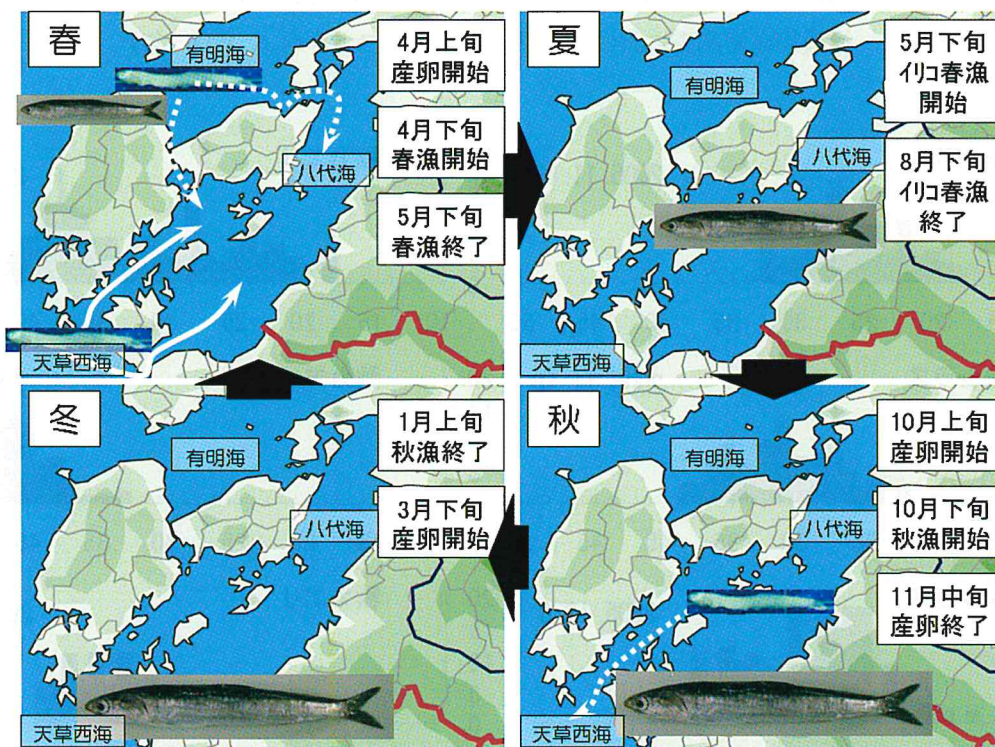 春
有明海
八代海
天草西海
4月上旬
産卵開始
4月下旬
春漁開始
5月下旬
春漁終了
夏
有明海
八代海
天草西海
5月下旬
イリコ春漁
開始
8月下旬
イリコ春漁
終了
冬
有明海
八代海
天草西海
1月上旬
秋漁終了
3月下旬
産卵開始
秋
有明海
八代海
天草西海
10月上旬
産卵開始
10月下旬
秋漁開始
11月中旬
産卵終了